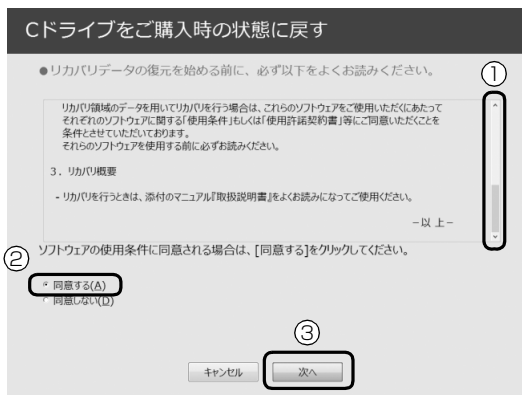 Cドライブをご購入時の状態に戻す
●リカバリデータの復元を始める前に、必ず以下をよくお読みください。
①
リカバリ領域のデータを用いてリカバリを行う場合は、これらのソフトウェアをご使用いただくにあたって
それぞれのソフトウェアに関する「使用条件」もしくは「使用許諾契約書」等にご同意いただくことを
条件とさせていただいております。
それらのソフトウェアを使用する前に必ずお読みください。
3．リカバリ概要
- リカバリを行うときは、添付のマニュアル『取扱説明書』をよくお読みになってご使用ください。
－以 上－
ソフトウェアの使用条件に同意される場合は、[同意する]をクリックしてください。
②
同意する(A)
同意しない(D)
③
キャンセル
次へ